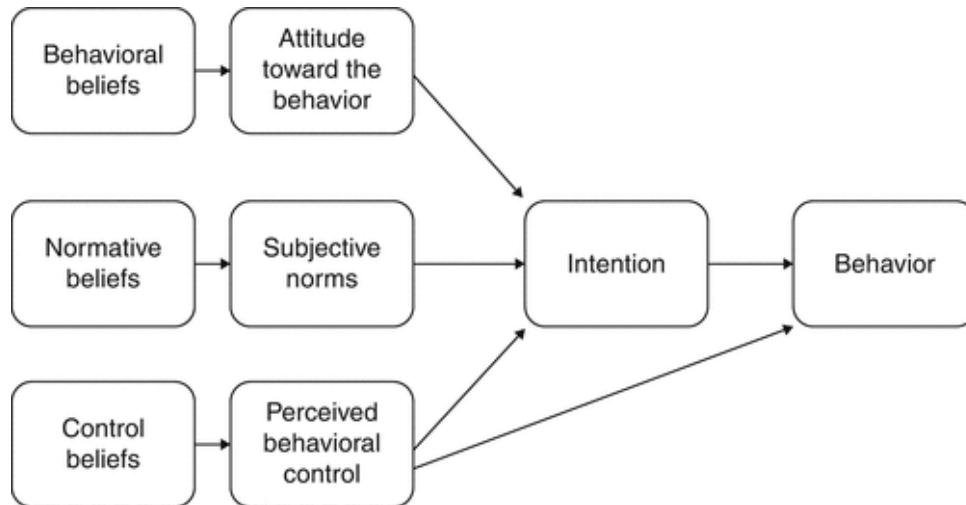 Behavioral
beliefs
Attitude
toward the
behavior
Normative
beliefs
Subjective
norms
Intention
Behavior
Control
beliefs
Perceived
behavioral
control